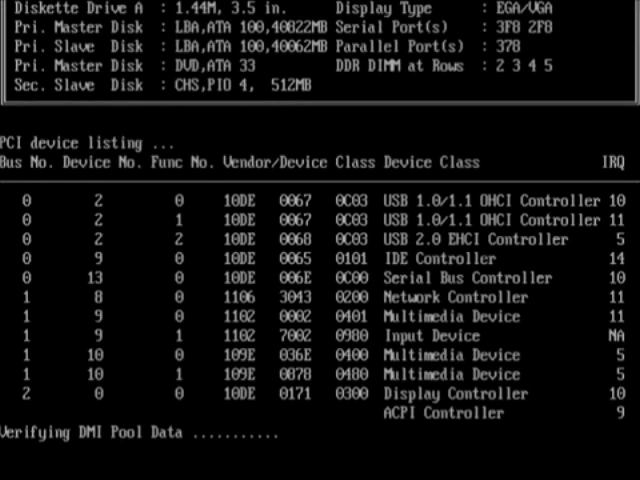 Diskette Drive A : 1.44M, 3.5 in. Display Type : EGA/VGA
Pri. Master Disk : LBA,ATA 100,40822MB Serial Port(s) : 3F8 2F8
Pri. Slave Disk : LBA,ATA 100,40062MB Parallel Port(s) : 378
Pri. Master Disk : DVD,ATA 33 DDR DIMM at Rows : 2 3 4 5
Sec. Slave Disk : CHS,PIO 4, 512MB
PCI device listing ...
Bus No. Device No. Func No. Vendor/Device Class Device Class IRQ
0 2 0 10DE 0067 0C03 USB 1.0/1.1 OHCI Controller 10
0 2 1 10DE 0067 0C03 USB 1.0/1.1 OHCI Controller 11
0 2 2 10DE 0068 0C03 USB 2.0 EHCI Controller 5
0 9 0 10DE 0065 0101 IDE Controller 14
0 13 0 10DE 006E 0C00 Serial Bus Controller 10
1 8 0 1106 3043 0200 Network Controller 11
1 9 0 1102 0002 0401 Multimedia Device 11
1 9 1 1102 7002 0980 Input Device NA
1 10 0 109E 036E 0400 Multimedia Device 5
1 10 1 109E 0878 0480 Multimedia Device 5
2 0 0 10DE 0171 0300 Display Controller 10
ACPI Controller 9
Verifying DMI Pool Data ...........